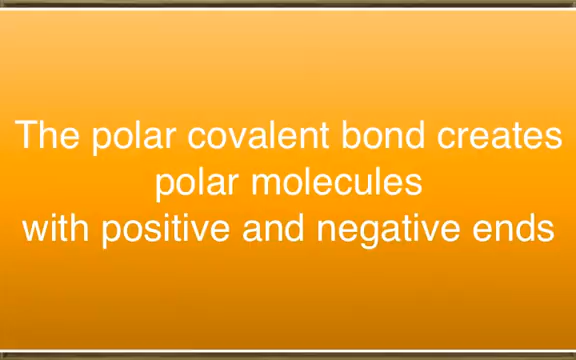 The polar covalent bond creates
polar molecules
with positive and negative ends